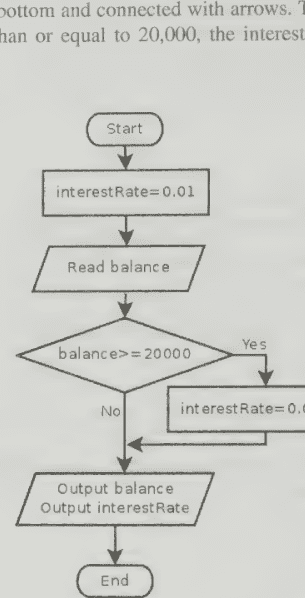 bottom and connected with arrows.
than or equal to 20,000, the interest
Start
interestRate=0.01
Read balance
balance>=20000
Yes
No
interestRate=0.0
Output balance
Output interestRate
End